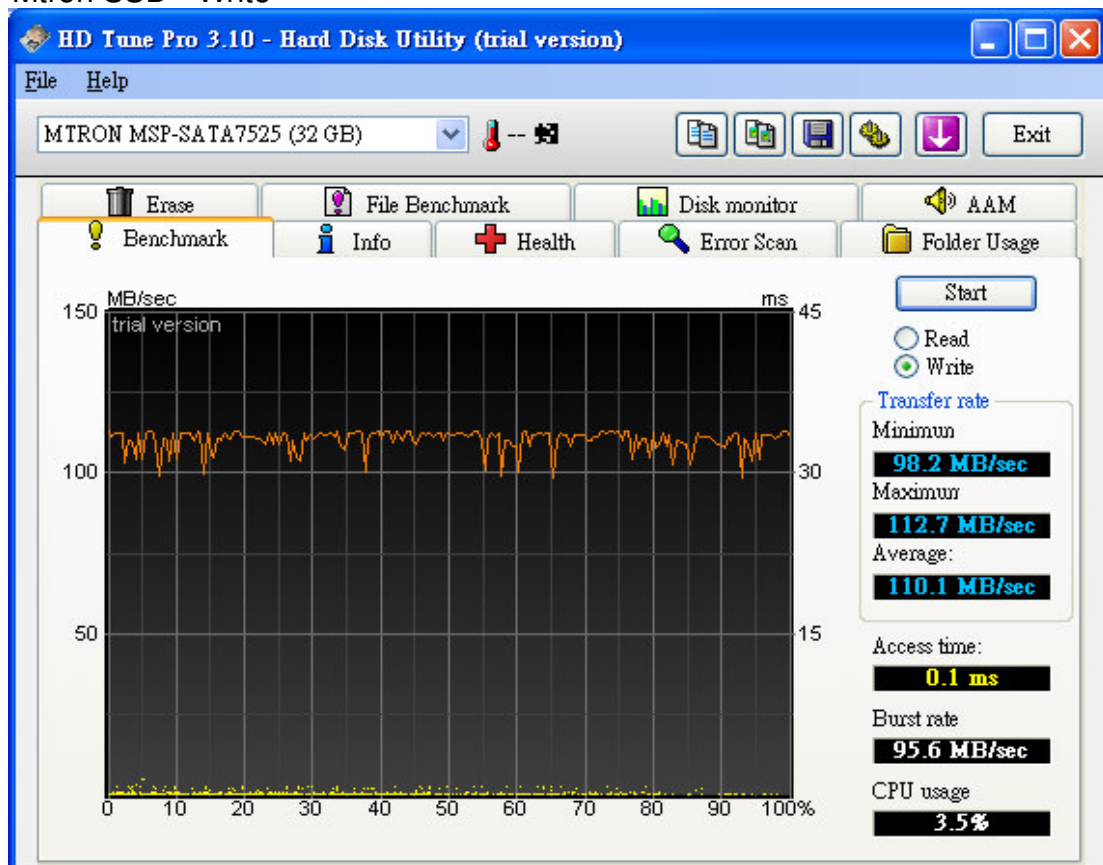 HD Tune Pro 3.10 - Hard Disk Utility (trial version)
File Help
MTRON MSP-SATA7525 (32 GB) -- Exit
Erase File Benchmark Disk monitor AAM
Benchmark Info Health Error Scan Folder Usage
MB/sec ms
150 45
trial version
100 30
50 15
0 10 20 30 40 50 60 70 80 90 100%
Start
Read
Write
Transfer rate
Minimun
98.2 MB/sec
Maximun
112.7 MB/sec
Average:
110.1 MB/sec
Access time:
0.1 ms
Burst rate
95.6 MB/sec
CPU usage
3.5%